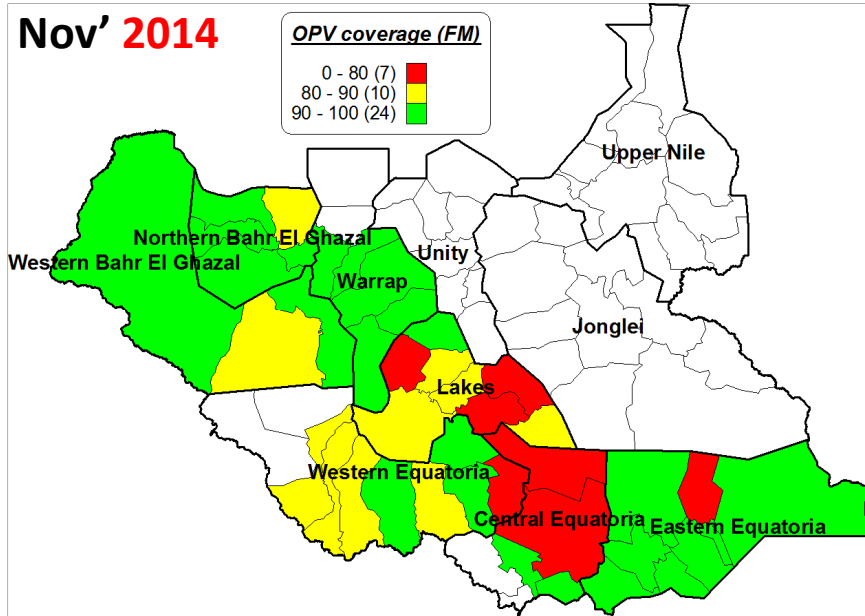 Nov’ 2014
OPV coverage (FM)
0 - 80 (7)
80 - 90 (10)
90 - 100 (24)
Upper Nile
Northern Bahr El Ghazal
Unity
Western Bahr El Ghazal
Warrap
Jonglei
Lakes
Western Equatoria
Central Equatoria
Eastern Equatoria